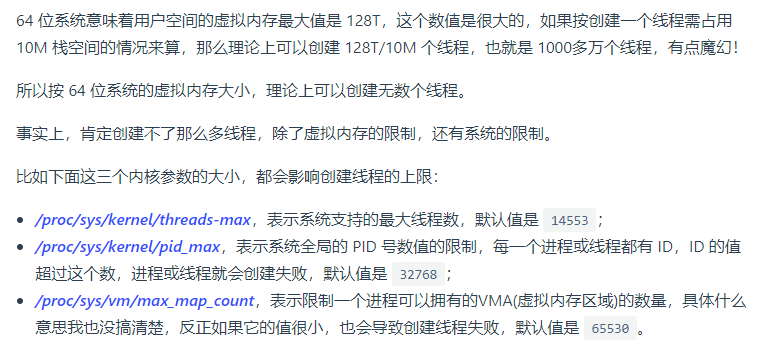 64 位系统意味着用户空间的虚拟内存最大值是 128T，这个数值是很大的，如果按创建一个线程需占用
10M 栈空间的情况来算，那么理论上可以创建 128T/10M 个线程，也就是 1000多万个线程，有点魔幻！
所以按 64 位系统的虚拟内存大小，理论上可以创建无数个线程。
事实上，肯定创建不了那么多线程，除了虚拟内存的限制，还有系统的限制。
比如下面这三个内核参数的大小，都会影响创建线程的上限：
• /proc/sys/kernel/threads-max，表示系统支持的最大线程数，默认值是 14553；
• /proc/sys/kernel/pid_max，表示系统全局的 PID 号数值的限制，每一个进程或线程都有 ID，ID 的值
超过这个数，进程或线程就会创建失败，默认值是 32768；
• /proc/sys/vm/max_map_count，表示限制一个进程可以拥有的VMA(虚拟内存区域)的数量，具体什么
意思我也没搞清楚，反正如果它的值很小，也会导致创建线程失败，默认值是 65530。